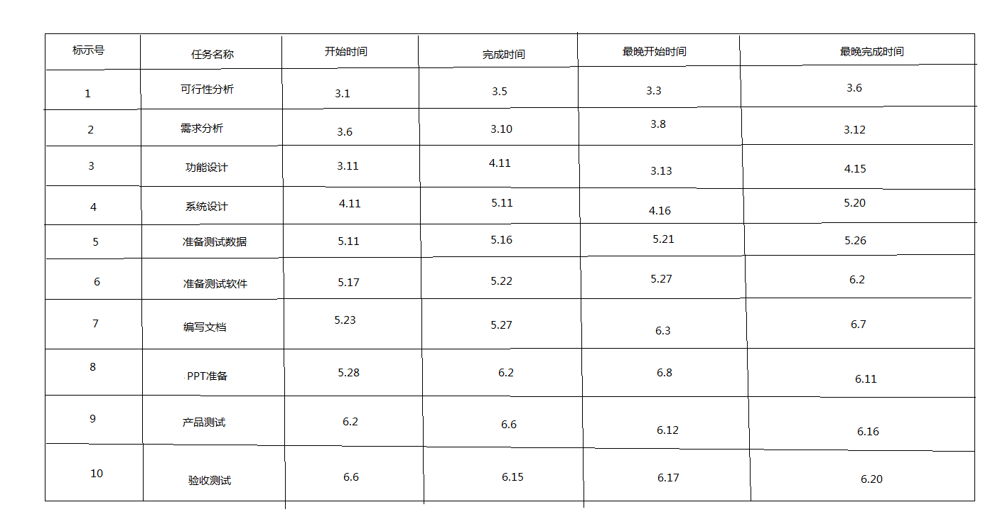 标示号 任务名称 开始时间 完成时间 最晚开始时间 最晚完成时间
1 可行性分析 3.1 3.5 3.3 3.6
2 需求分析 3.6 3.10 3.8 3.12
3 功能设计 3.11 4.11 3.13 4.15
4 系统设计 4.11 5.11 4.16 5.20
5 准备测试数据 5.11 5.16 5.21 5.26
6 准备测试软件 5.17 5.22 5.27 6.2
7 编写文档 5.23 5.27 6.3 6.7
8 PPT准备 5.28 6.2 6.8 6.11
9 产品测试 6.2 6.6 6.12 6.16
10 验收测试 6.6 6.15 6.17 6.20